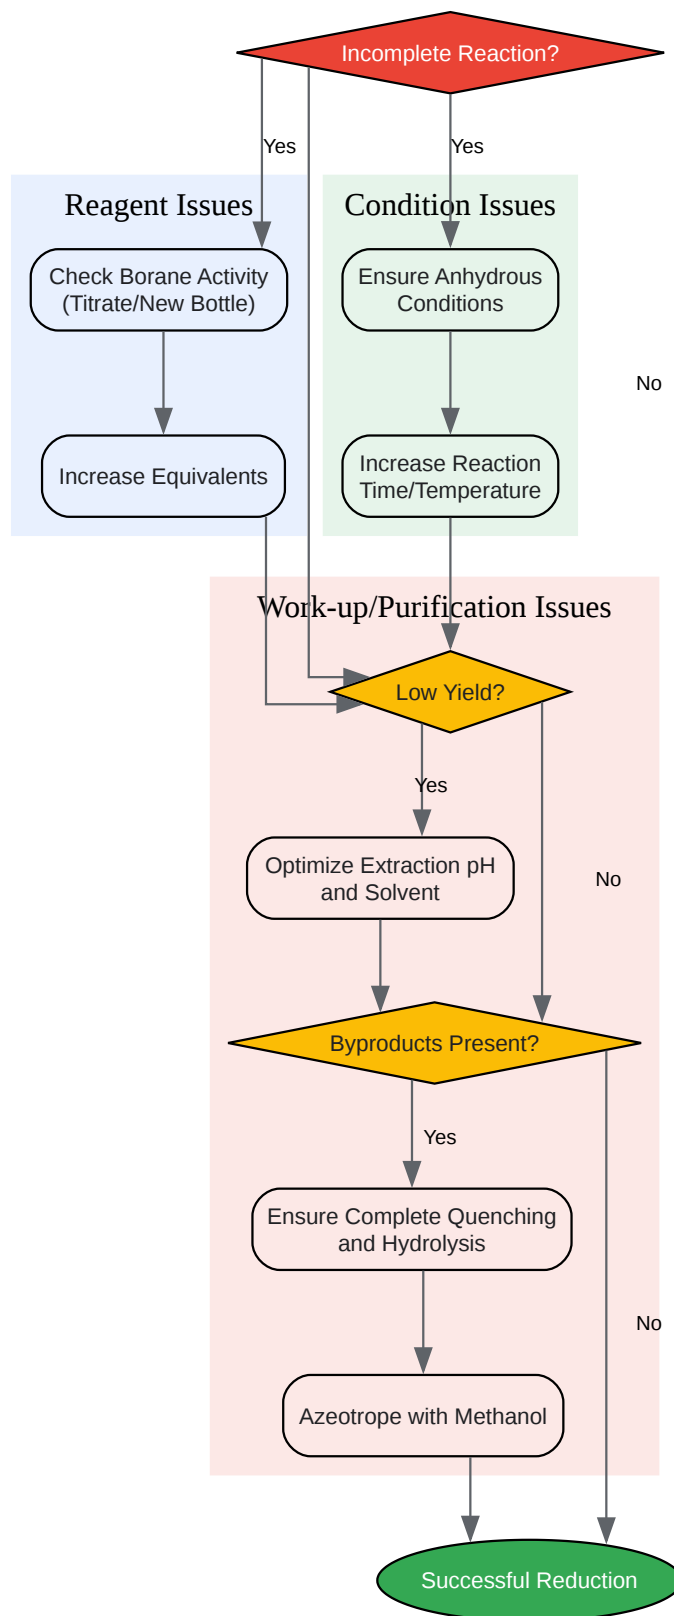 Incomplete Reaction?
Yes
Yes
Reagent Issues
Condition Issues
Check Borane Activity
(Titrate/New Bottle)
Ensure Anhydrous
Conditions
No
Increase Equivalents
Increase Reaction
Time/Temperature
Work-up/Purification Issues
Low Yield?
Yes
Optimize Extraction pH
and Solvent
No
Byproducts Present?
Yes
Ensure Complete Quenching
and Hydrolysis
No
Azeotrope with Methanol
Successful Reduction